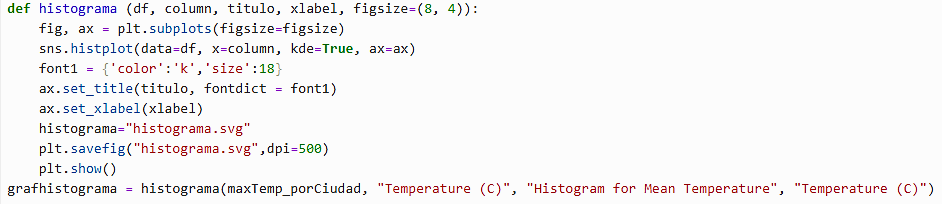 def histograma (df, column, titulo, xlabel, figsize=(8, 4)):
    fig, ax = plt.subplots(figsize=figsize)
    sns.histplot(data=df, x=column, kde=True, ax=ax)
    font1 = {'color':'k','size':18}
    ax.set_title(titulo, fontdict = font1)
    ax.set_xlabel(xlabel)
    histograma="histograma.svg"
    plt.savefig("histograma.svg",dpi=500)
    plt.show()
grafhistograma = histograma(maxTemp_porCiudad, "Temperature (C)", "Histogram for Mean Temperature", "Temperature (C)")